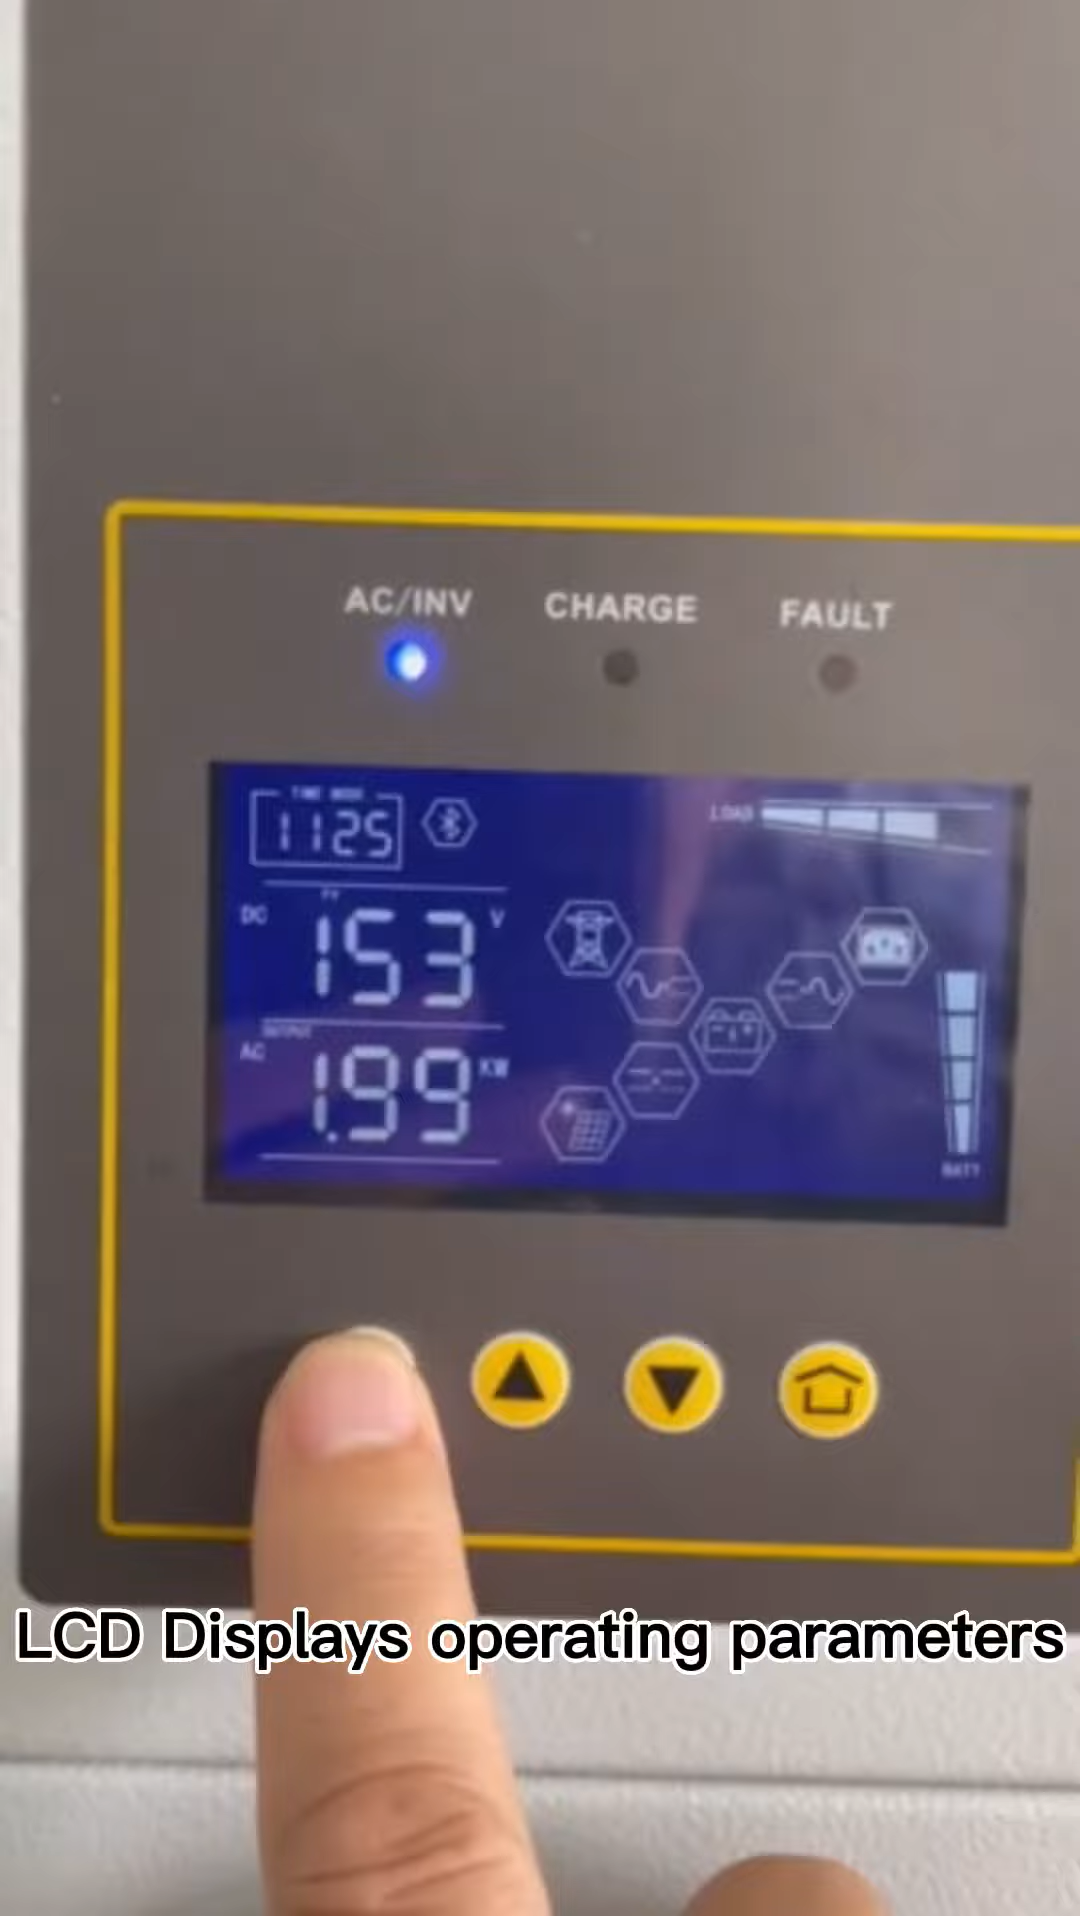 AC/INV CHARGE FAULT
TIME MODE
1125
LOAD
PV
DC 153 V
OUTPUT
AC 1.99 KW
BATT
LCD Displays operating parameters